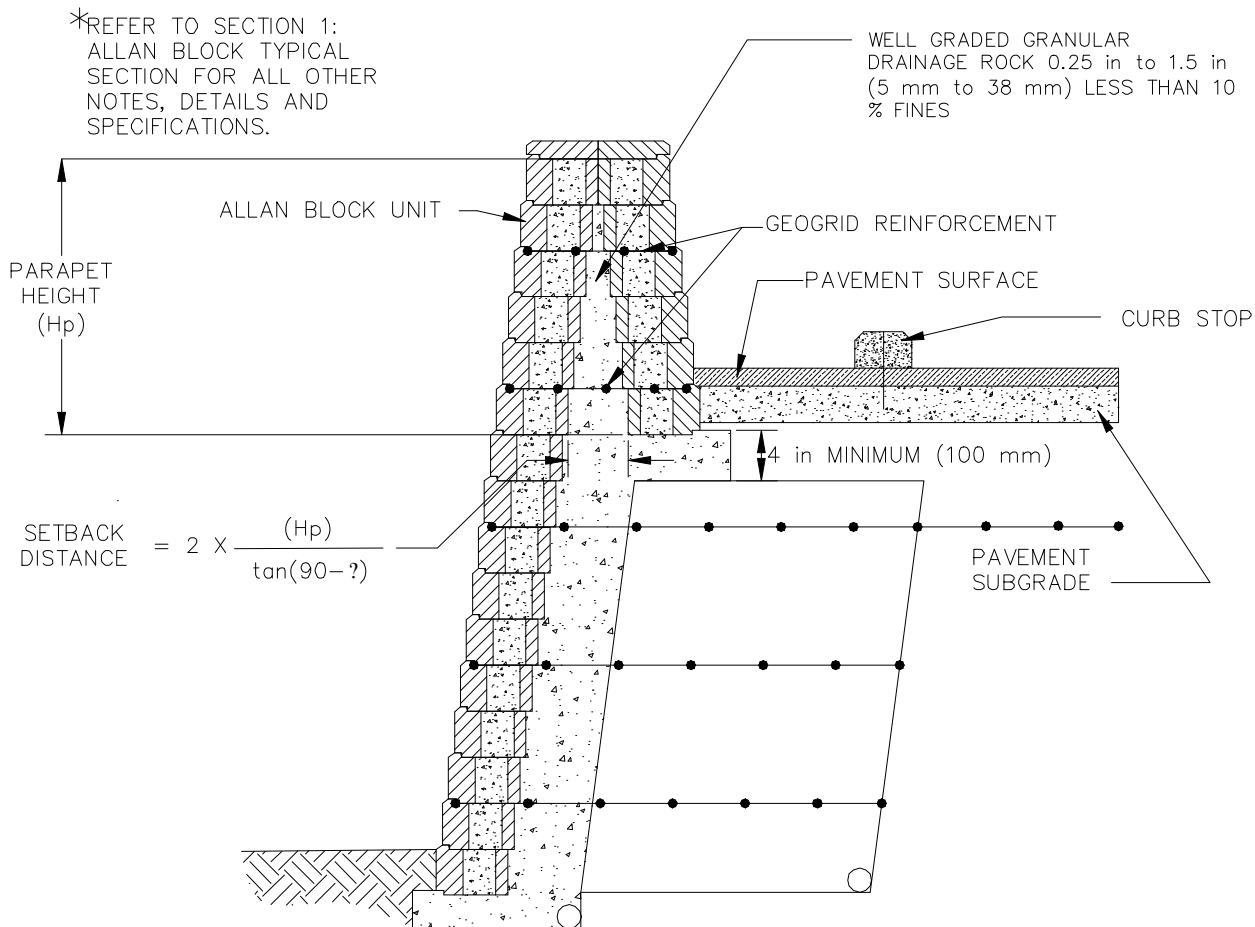 *REFER TO SECTION 1:
ALLAN BLOCK TYPICAL
SECTION FOR ALL OTHER
NOTES, DETAILS AND
SPECIFICATIONS.
WELL GRADED GRANULAR
DRAINAGE ROCK 0.25 in to 1.5 in
(5 mm to 38 mm) LESS THAN 10
% FINES
ALLAN BLOCK UNIT
GEOGRID REINFORCEMENT
PARAPET
HEIGHT
(Hp)
PAVEMENT SURFACE
CURB STOP
4 in MINIMUM (100 mm)
SETBACK
DISTANCE
= 2 X
(Hp)
tan(90-?)
PAVEMENT
SUBGRADE